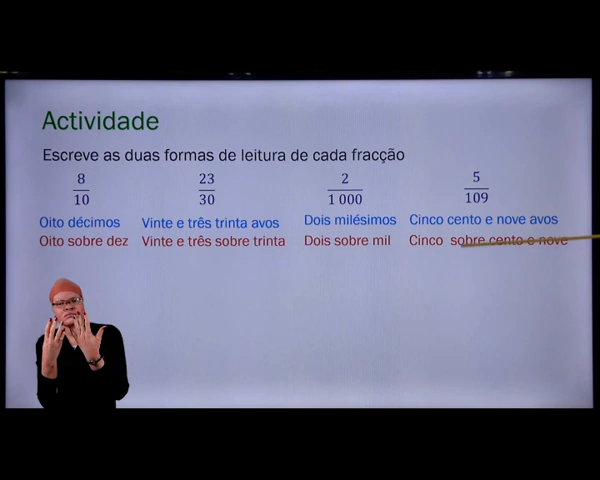 Actividade
Escreve as duas formas de leitura de cada fracção
8/10 23/30 2/1 000 5/109
Oito décimos Vinte e três trinta avos Dois milésimos Cinco cento e nove avos
Oito sobre dez Vinte e três sobre trinta Dois sobre mil Cinco sobre cento e nove